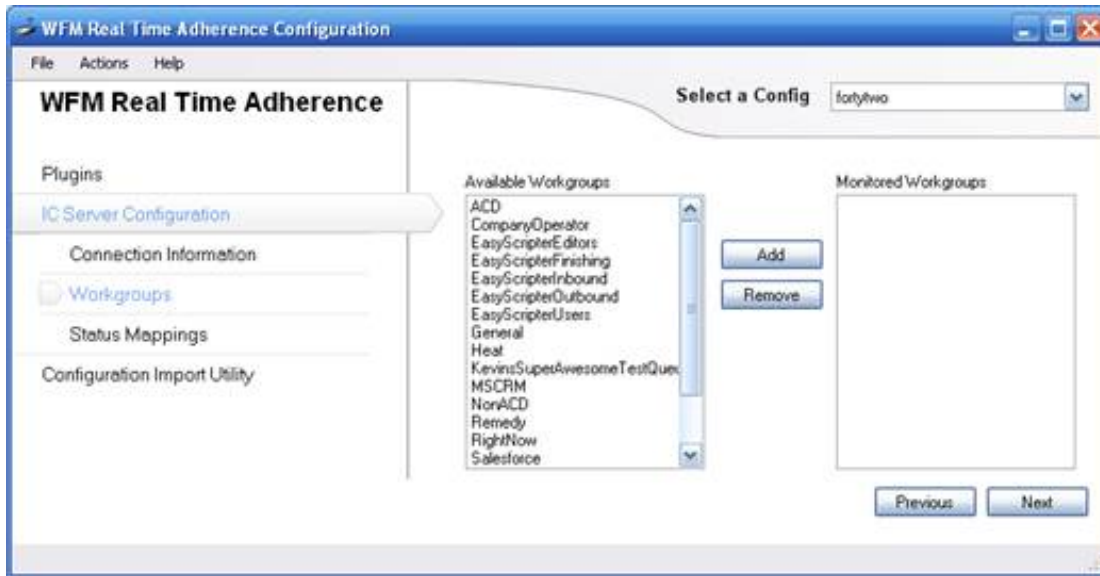 WFM Real Time Adherence Configuration
File Actions Help
WFM Real Time Adherence
Select a Config fortytwo
Plugins
IC Server Configuration
Connection Information
Workgroups
Status Mappings
Configuration Import Utility
Available Workgroups
ACD
CompanyOperator
EasyScripterEditors
EasyScripterFinishing
EasyScripterInbound
EasyScripterOutbound
EasyScripterUsers
General
Heat
KevinsSuperAwesomeTestQueu
MSCRM
NonACD
Remedy
RightNow
Salesforce
Add
Remove
Monitored Workgroups
Previous Next